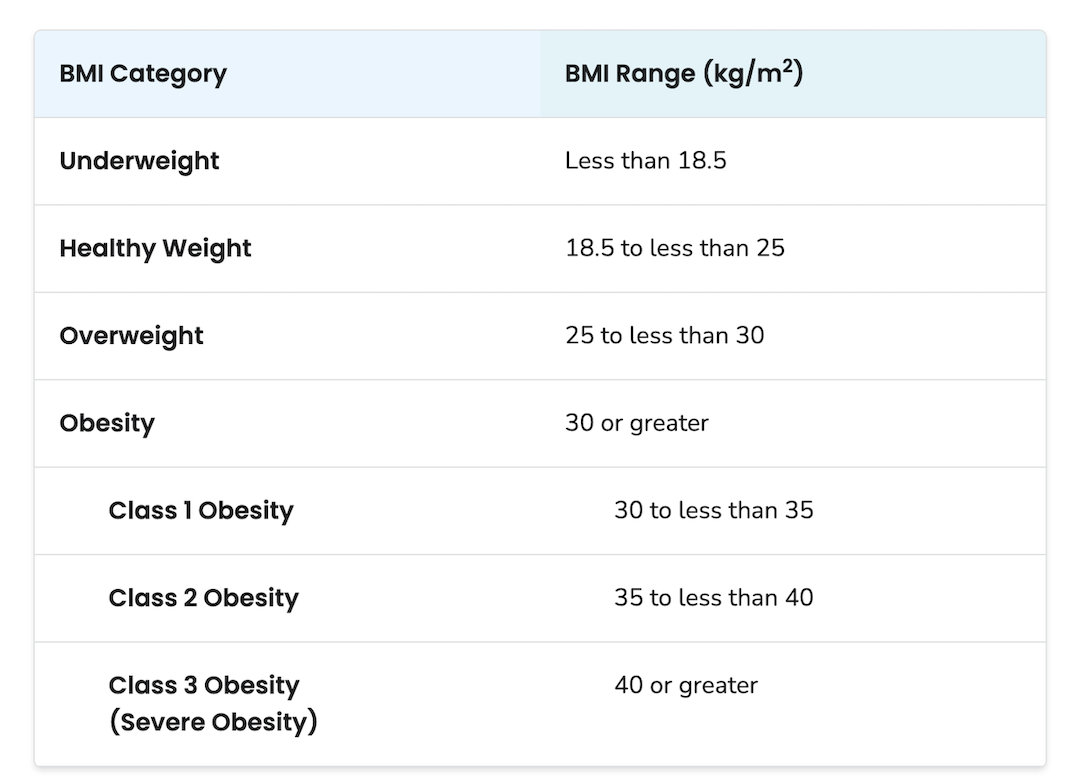 BMI Category BMI Range (kg/m²)
Underweight Less than 18.5
Healthy Weight 18.5 to less than 25
Overweight 25 to less than 30
Obesity 30 or greater
Class 1 Obesity 30 to less than 35
Class 2 Obesity 35 to less than 40
Class 3 Obesity 40 or greater
(Severe Obesity)